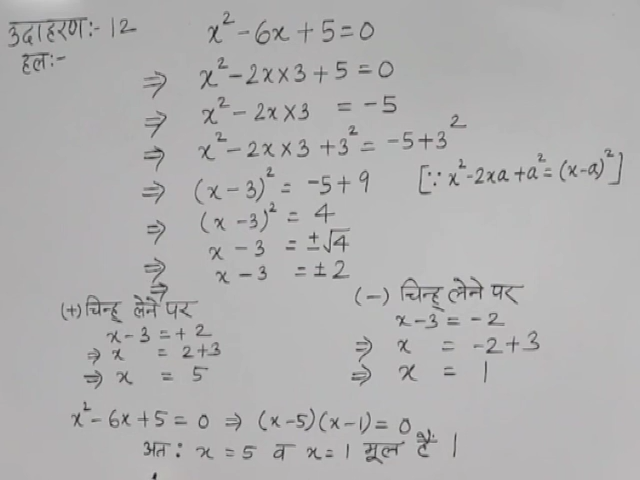 उदाहरण:- 12 x² - 6x + 5 = 0
हल:-
⇒ x² - 2x×3 + 5 = 0
⇒ x² - 2x×3 = -5
⇒ x² - 2x×3 + 3² = -5 + 3²
⇒ (x - 3)² = -5 + 9 [∵ x² - 2xa + a² = (x-a)²]
⇒ (x - 3)² = 4
x - 3 = ±√4
⇒ x - 3 = ± 2
⇒
(+) चिन्ह लेने पर
x - 3 = + 2
⇒ x = 2+3
⇒ x = 5
(-) चिन्ह लेने पर
x - 3 = -2
⇒ x = -2+3
⇒ x = 1
x² - 6x + 5 = 0 ⇒ (x-5)(x-1) = 0
अत: x = 5 व x = 1 मूल हैं।